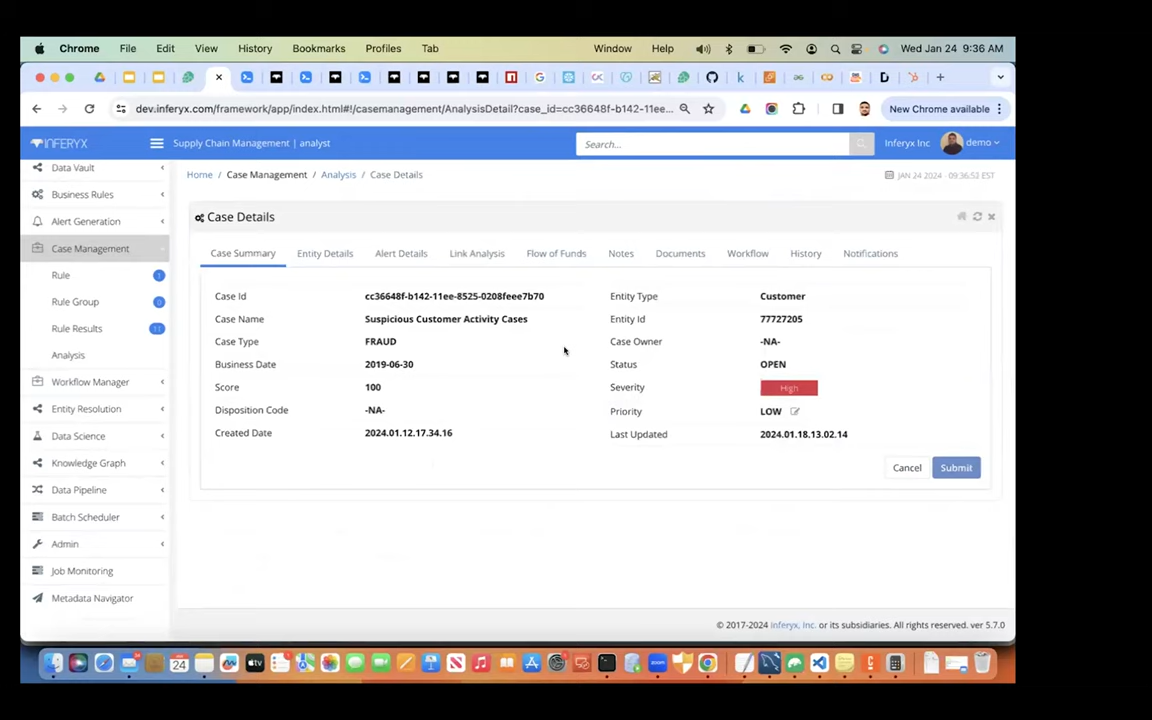 Chrome File Edit View History Bookmarks Profiles Tab Window Help Wed Jan 24 9:36 AM
dev.inferyx.com/framework/app/index.html#!/casemanagement/AnalysisDetail?case_id=cc36648f-b142-11ee... New Chrome available
INFERYX Supply Chain Management | analyst Search... Inferyx Inc demo
Home / Case Management / Analysis / Case Details JAN 24 2024 - 09:36:52 EST
Data Vault
Business Rules
Alert Generation
Case Management
Rule 1
Rule Group 0
Rule Results 11
Analysis
Workflow Manager
Entity Resolution
Data Science
Knowledge Graph
Data Pipeline
Batch Scheduler
Admin
Job Monitoring
Metadata Navigator
Case Details
Case Summary Entity Details Alert Details Link Analysis Flow of Funds Notes Documents Workflow History Notifications
Case Id cc36648f-b142-11ee-8525-0208feee7b70 Entity Type Customer
Case Name Suspicious Customer Activity Cases Entity Id 77727205
Case Type FRAUD Case Owner -NA-
Business Date 2019-06-30 Status OPEN
Score 100 Severity High
Disposition Code -NA- Priority LOW
Created Date 2024.01.12.17.34.16 Last Updated 2024.01.18.13.02.14
Cancel Submit
© 2017-2024 Inferyx, Inc. or its subsidiaries. All rights reserved. ver 5.7.0